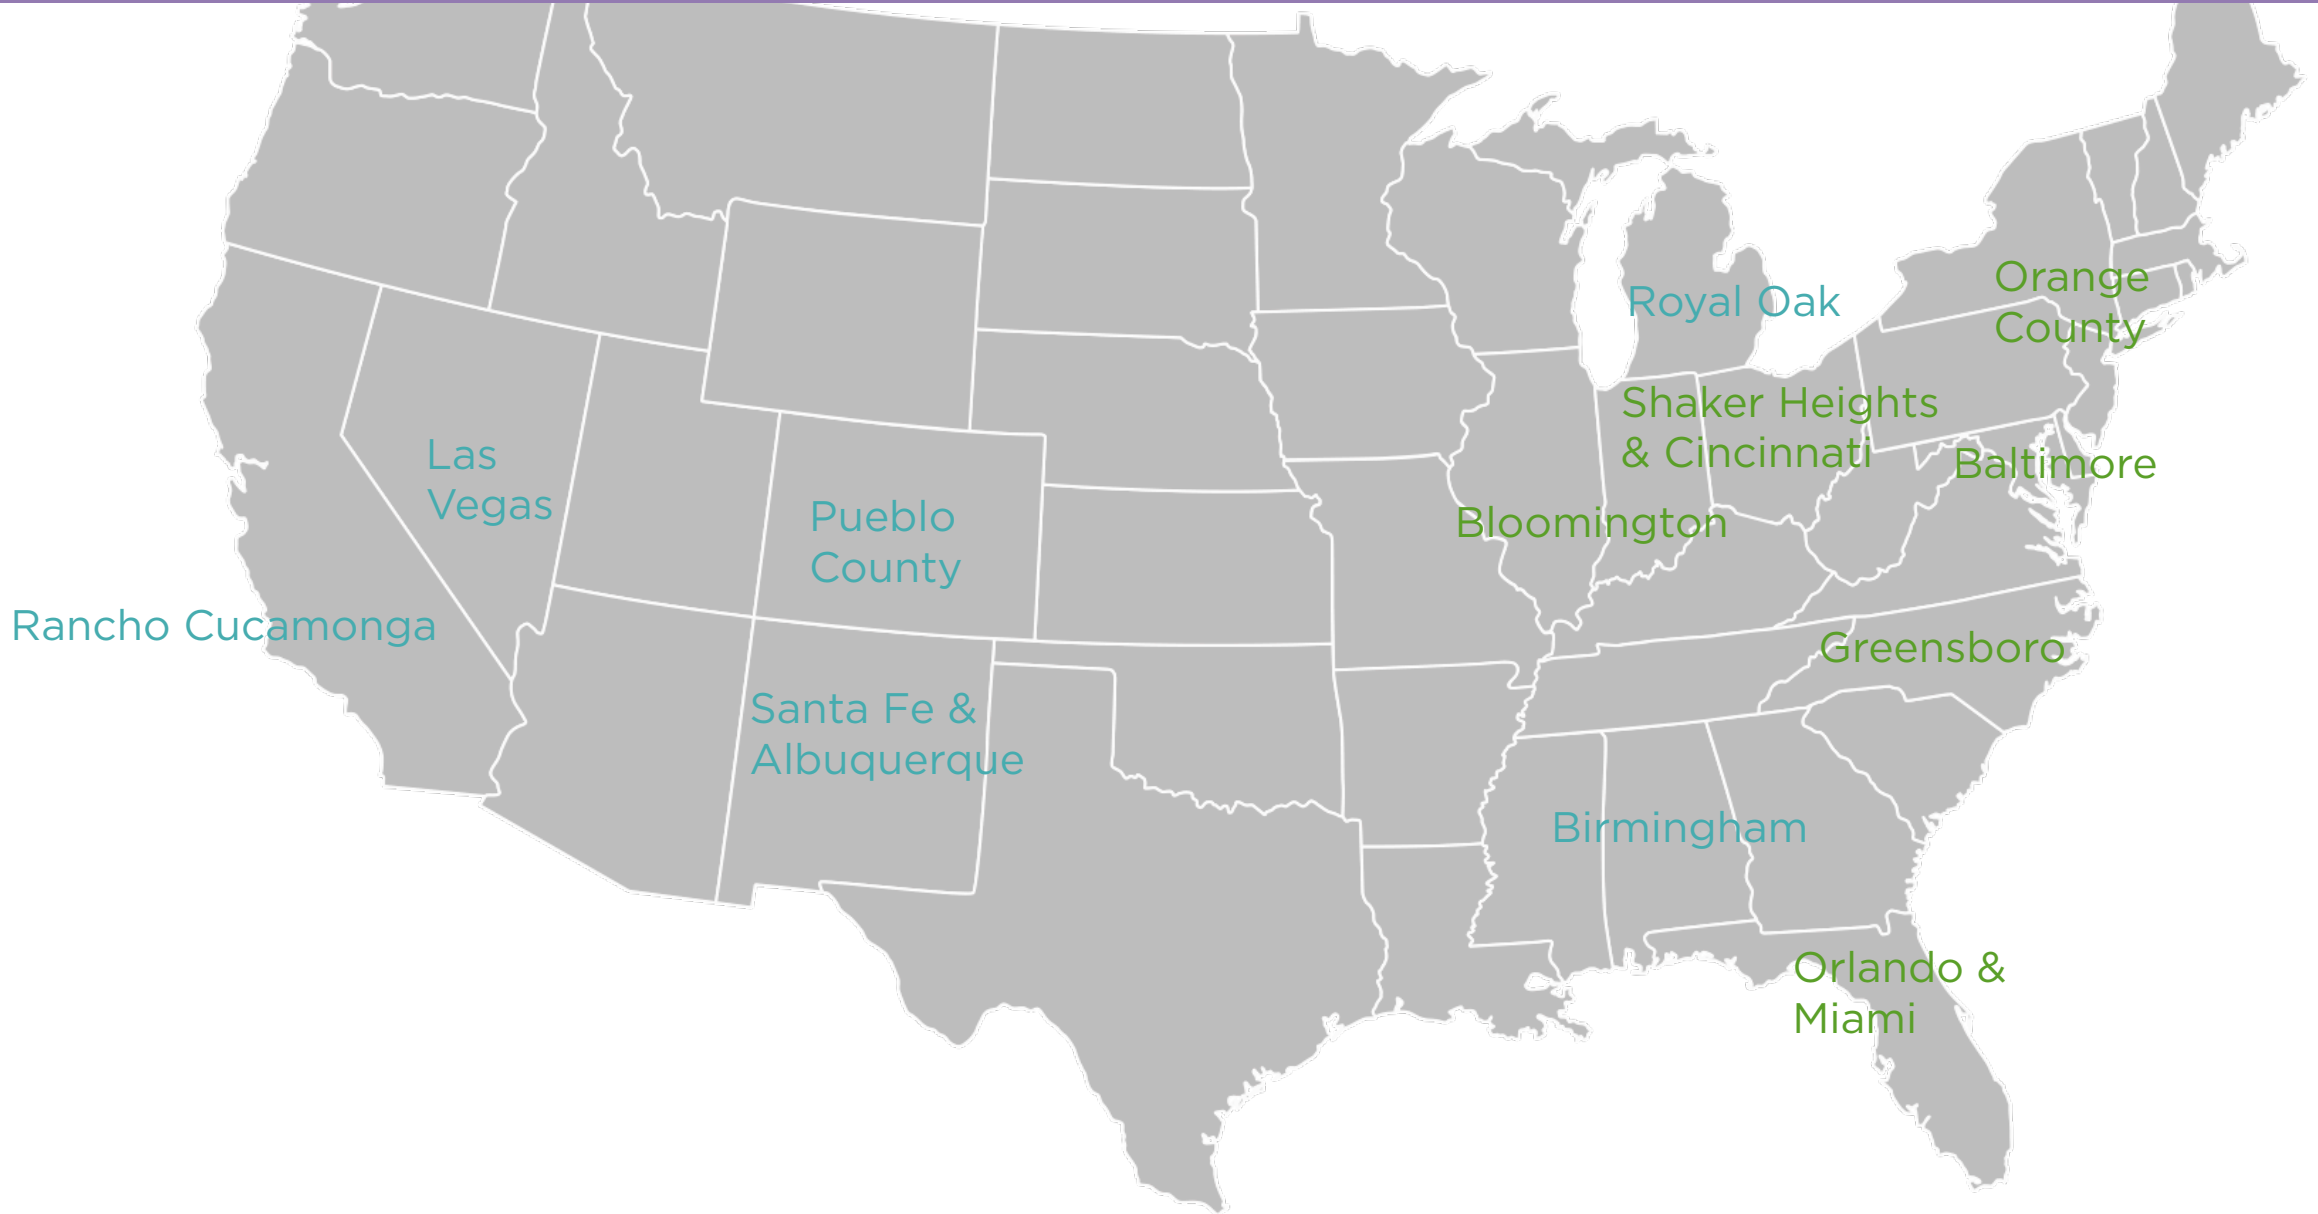 Orange
County
Royal Oak
Shaker Heights
& Cincinnati
Las
Vegas
Baltimore
Pueblo
County
Bloomington
Rancho Cucamonga
Greensboro
Santa Fe &
Albuquerque
Birmingham
Orlando &
Miami